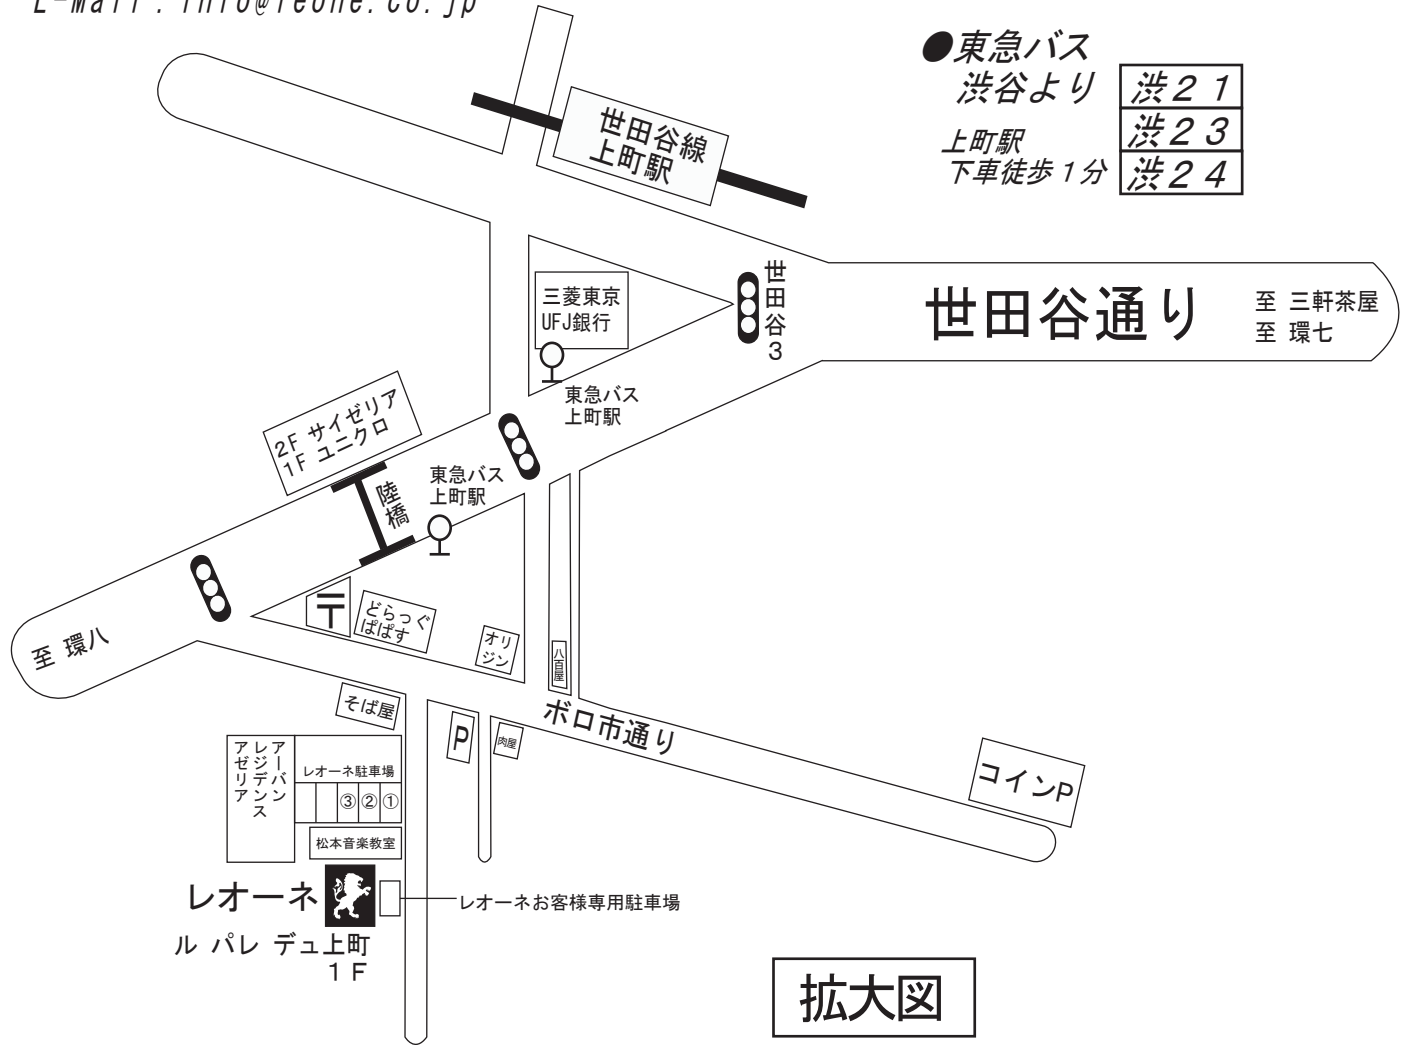 E-mail：info@leone.co.jp
●東急バス
渋谷より
渋２１
渋２３
渋２４
上町駅
下車徒歩１分
世田谷線
上町駅
世田谷３
世田谷通り
至 三軒茶屋
至 環七
三菱東京
UFJ銀行
東急バス
上町駅
2F サイゼリア
1F ユニクロ
東急バス
上町駅
陸橋
至 環八
〒
どらっぐ
ぱぱす
オリ
ジン
八百屋
そば屋
P
肉屋
ボロ市通り
コインP
アーバン
レジデンス
アゼリア
レオーネ駐車場
③
②
①
松本音楽教室
レオーネ
レオーネお客様専用駐車場
ル パレ デュ上町
１Ｆ
拡大図